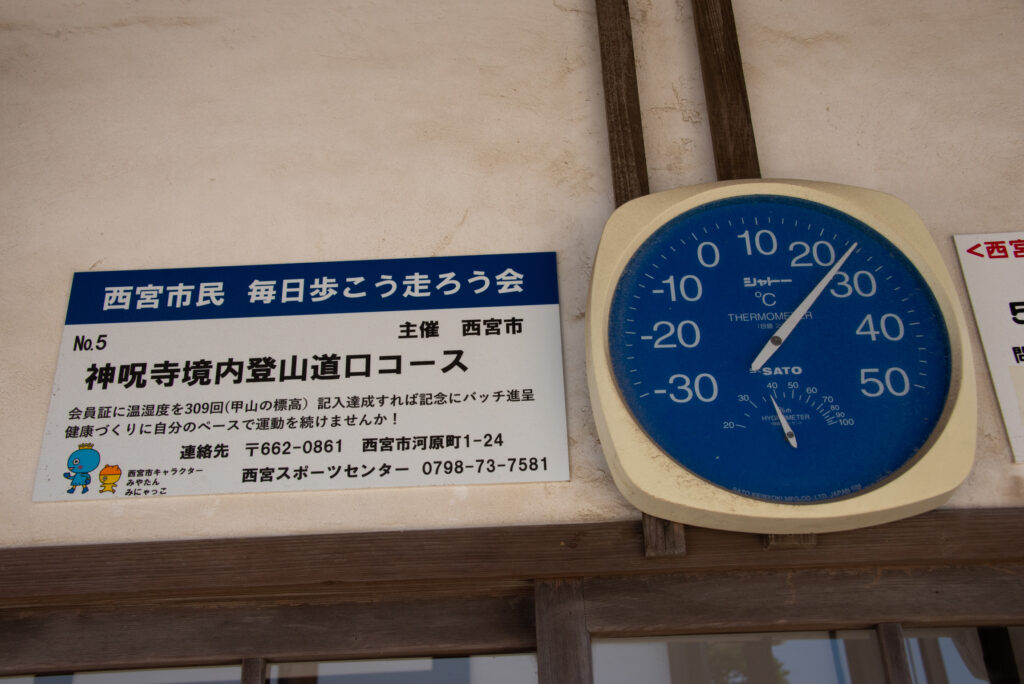 西宮市民 毎日歩こう走ろう会
No.5
主催 西宮市
神呪寺境内登山道口コース
会員証に温湿度を309回(甲山の標高) 記入達成すれば記念にバッチ進呈
健康づくりに自分のペースで運動を続けませんか!
連絡先 〒662-0861 西宮市河原町1-24
西宮スポーツセンター 0798-73-7581
西宮市キャラクター
みやたん
みにゃっこ
-30 -20 -10 0 10 20 30 40 50
シャトー
℃
THERMOMETER
SATO
20 30 40 50 60 70 80 90 100
HYGROMETER
SATO KEIRYOKI MFG.CO.,LTD. JAPAN
<西宮
5
問